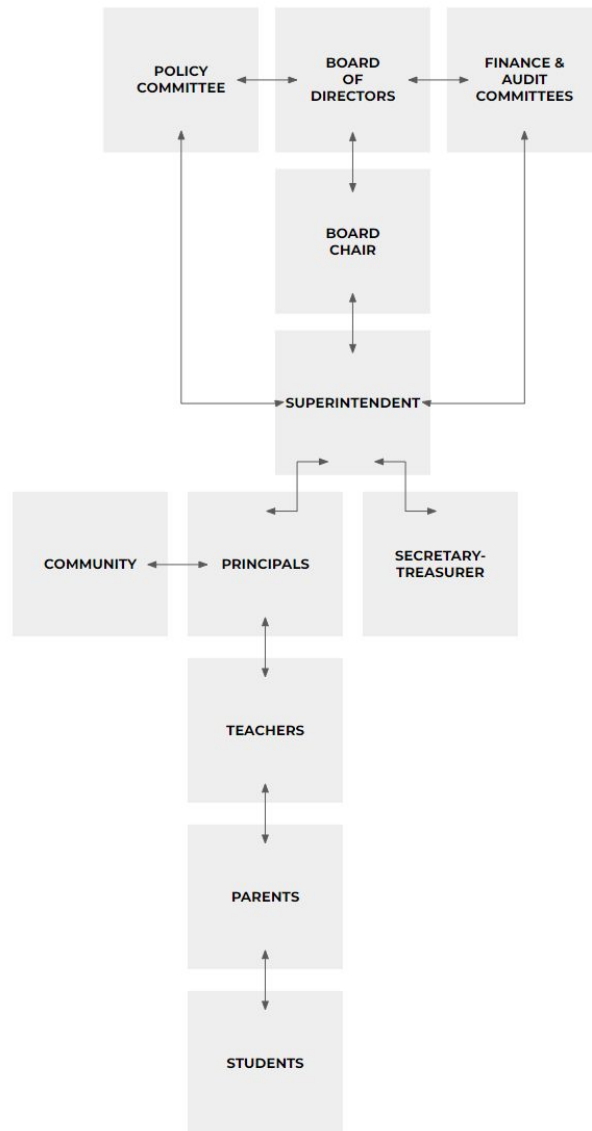 POLICY
COMMITTEE
BOARD
OF
DIRECTORS
FINANCE &
AUDIT
COMMITTEES
BOARD
CHAIR
SUPERINTENDENT
COMMUNITY
PRINCIPALS
SECRETARY-
TREASURER
TEACHERS
PARENTS
STUDENTS